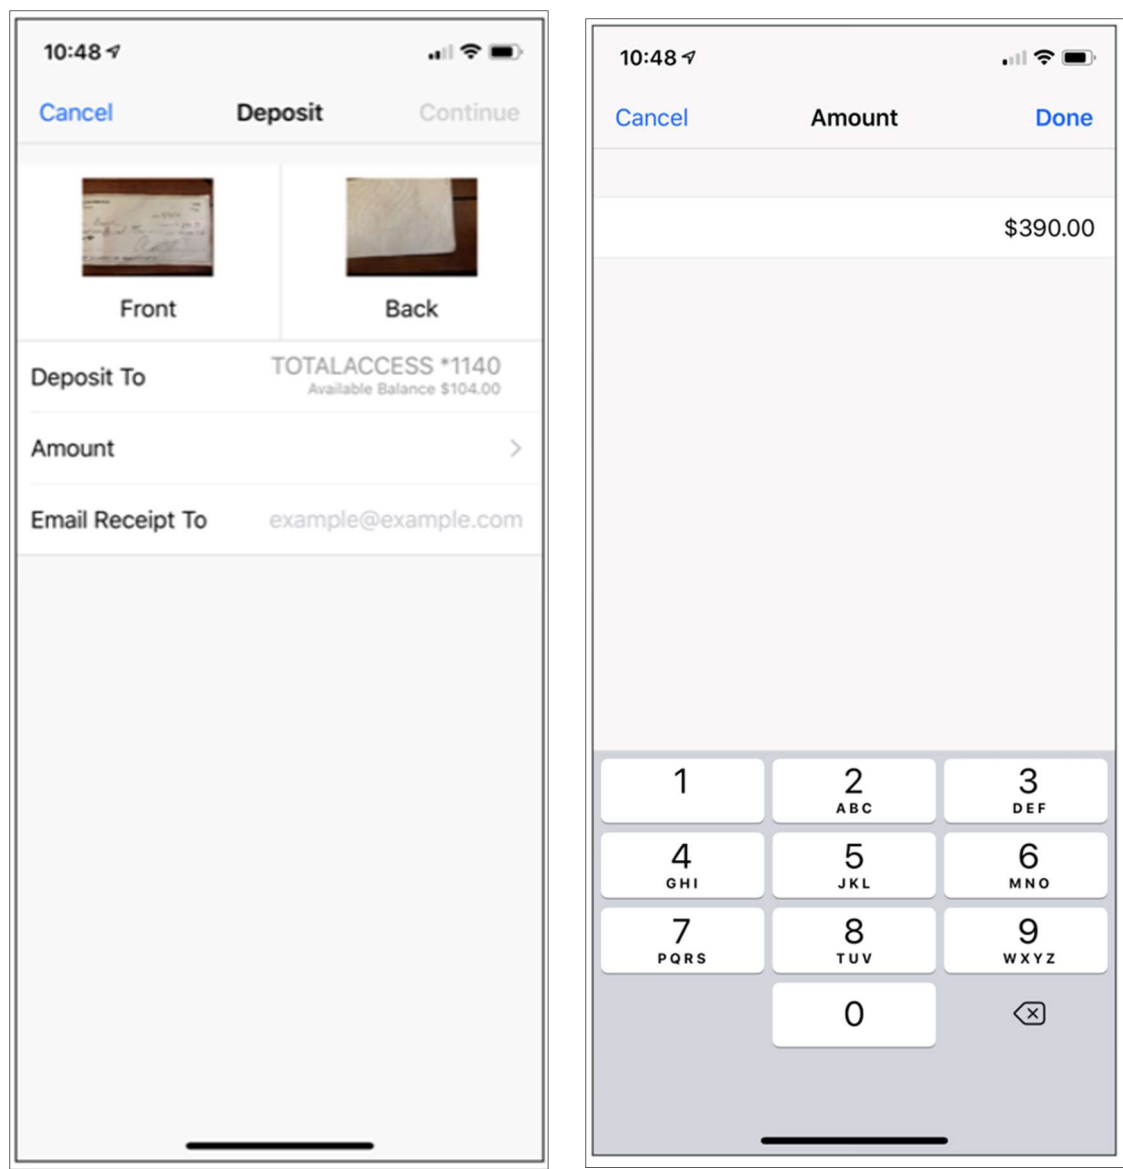 10:48
Cancel Deposit Continue
Front Back
Deposit To TOTALACCESS *1140
Available Balance $104.00
Amount
Email Receipt To example@example.com
10:48
Cancel Amount Done
$390.00
1 2 3
ABC DEF
4 5 6
GHI JKL MNO
7 8 9
PQRS TUV WXYZ
0